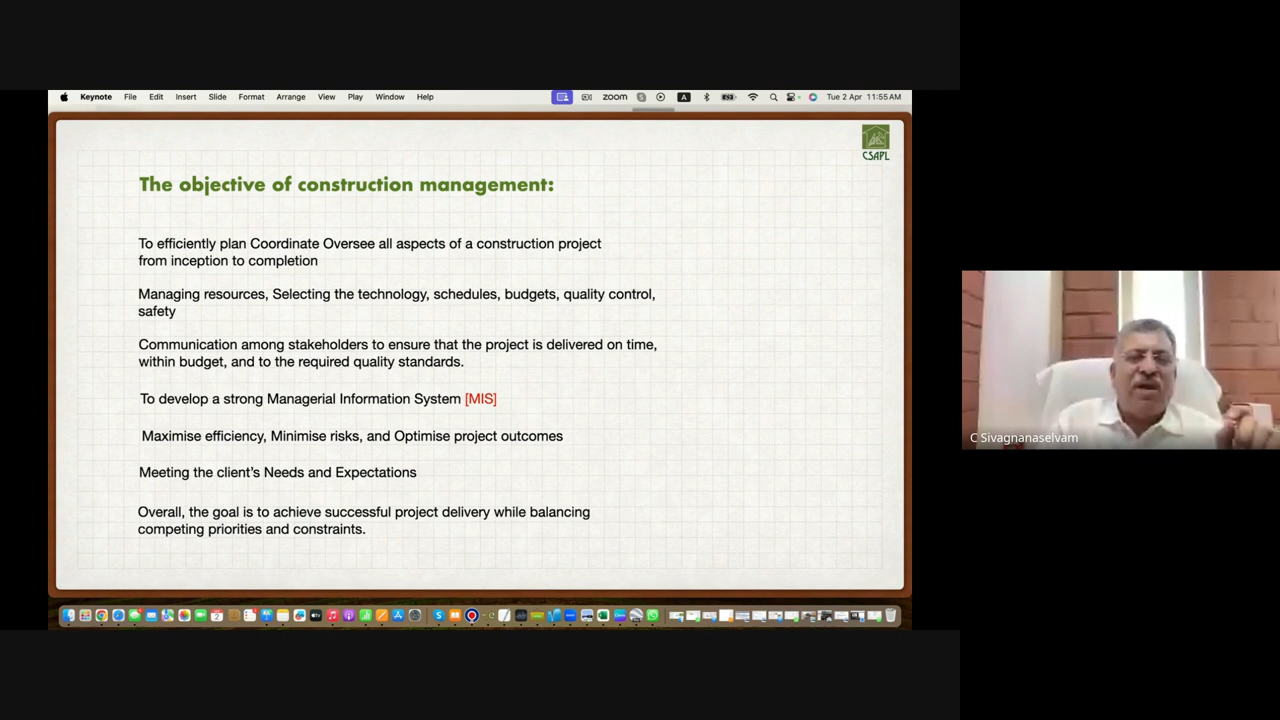 Keynote File Edit Insert Slide Format Arrange View Play Window Help zoom A Tue 2 Apr 11:55AM
CSAPL
The objective of construction management:
To efficiently plan Coordinate Oversee all aspects of a construction project
from inception to completion
Managing resources, Selecting the technology, schedules, budgets, quality control,
safety
Communication among stakeholders to ensure that the project is delivered on time,
within budget, and to the required quality standards.
To develop a strong Managerial Information System [MIS]
Maximise efficiency, Minimise risks, and Optimise project outcomes
Meeting the client's Needs and Expectations
Overall, the goal is to achieve successful project delivery while balancing
competing priorities and constraints.
C Sivagnanaselvam